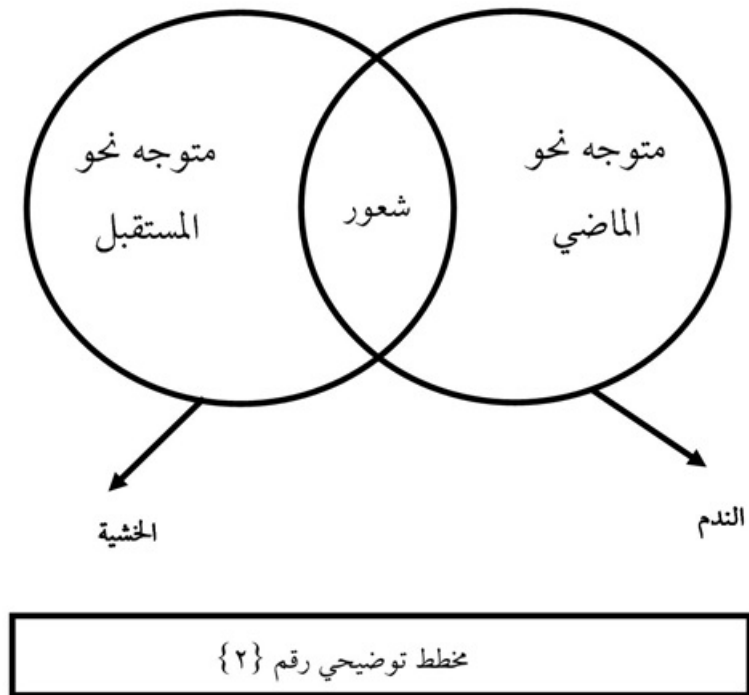 متوجه نحو
الماضي
شعور
متوجه نحو
المستقبل
الندم
الخشية
مخطط توضيحي رقم {٢}